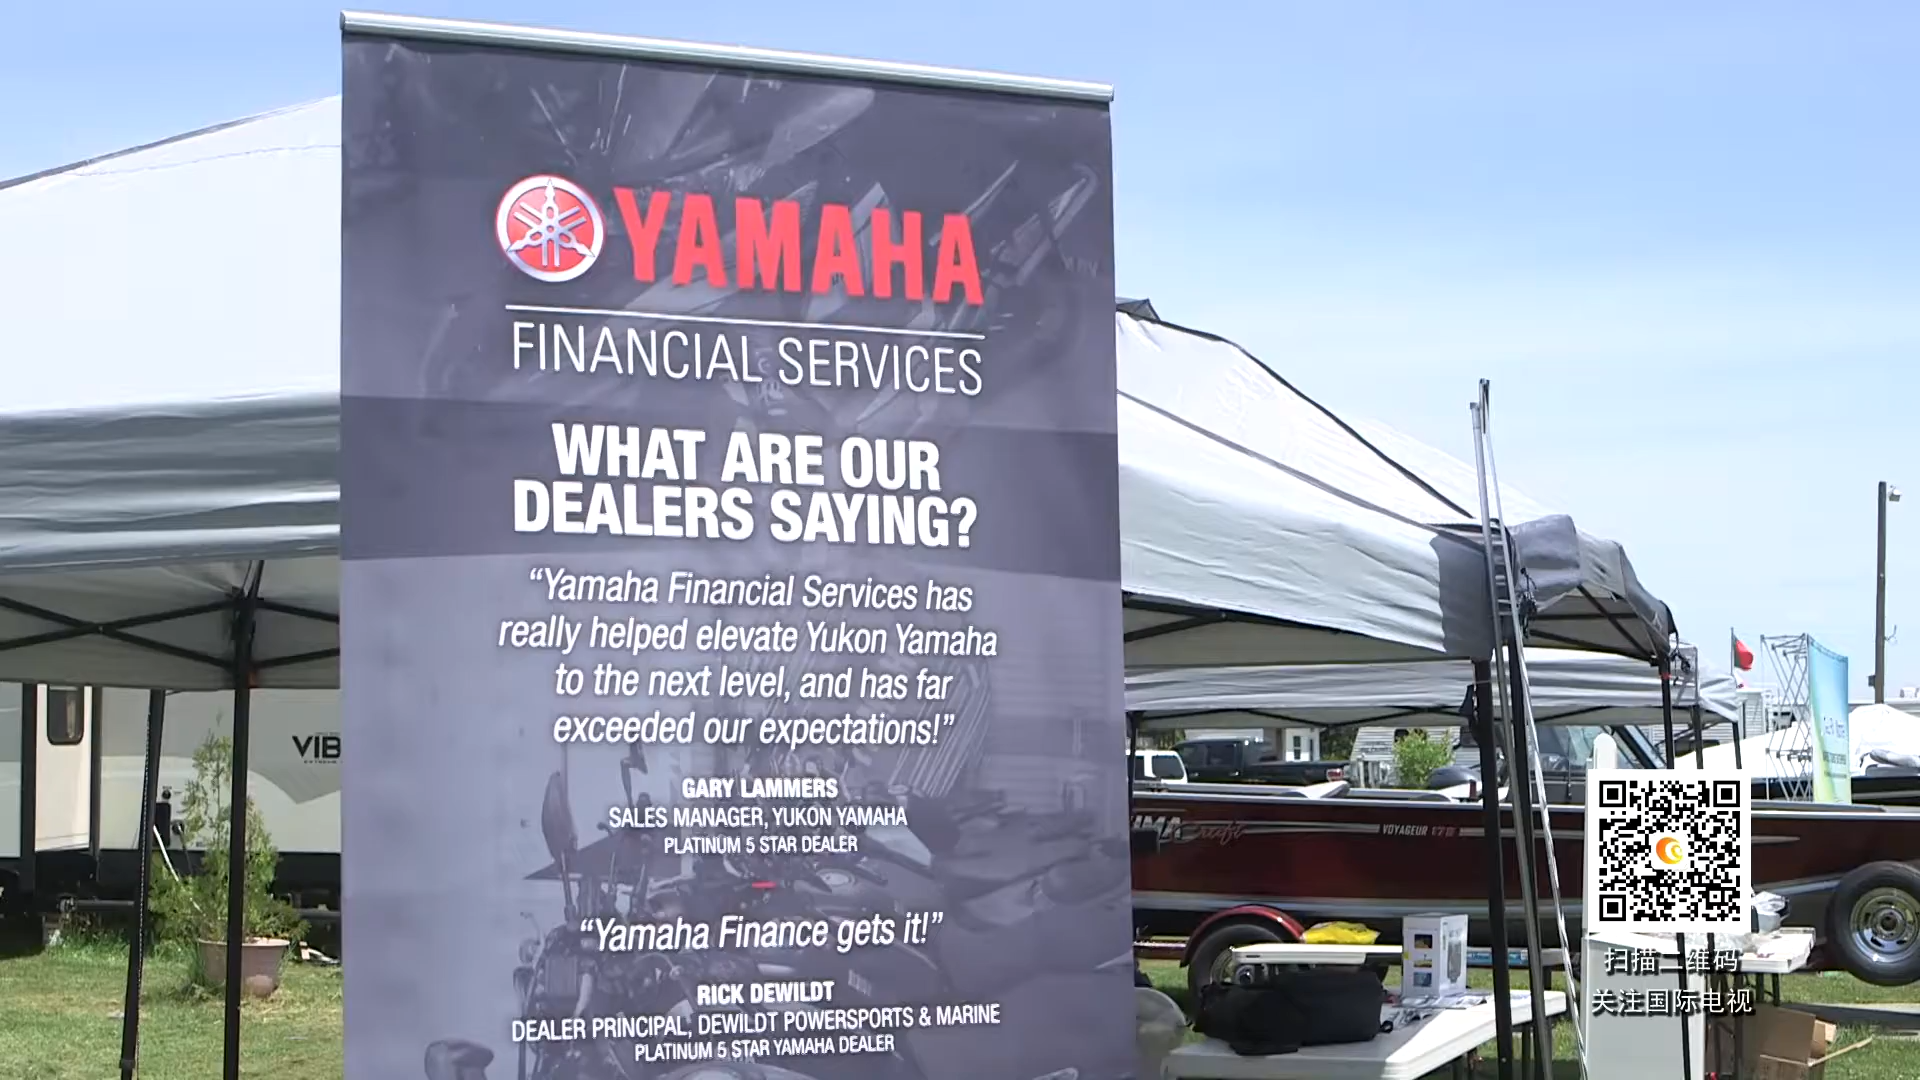 YAMAHA
FINANCIAL SERVICES
WHAT ARE OUR
DEALERS SAYING?
“Yamaha Financial Services has
really helped elevate Yukon Yamaha
to the next level, and has far
exceeded our expectations!”
GARY LAMMERS
SALES MANAGER, YUKON YAMAHA
PLATINUM 5 STAR DEALER
“Yamaha Finance gets it!”
RICK DEWILDT
DEALER PRINCIPAL, DEWILDT POWERSPORTS & MARINE
PLATINUM 5 STAR YAMAHA DEALER
VIB
Craft
VOYAGEUR 175
扫描二维码
关注国际电视